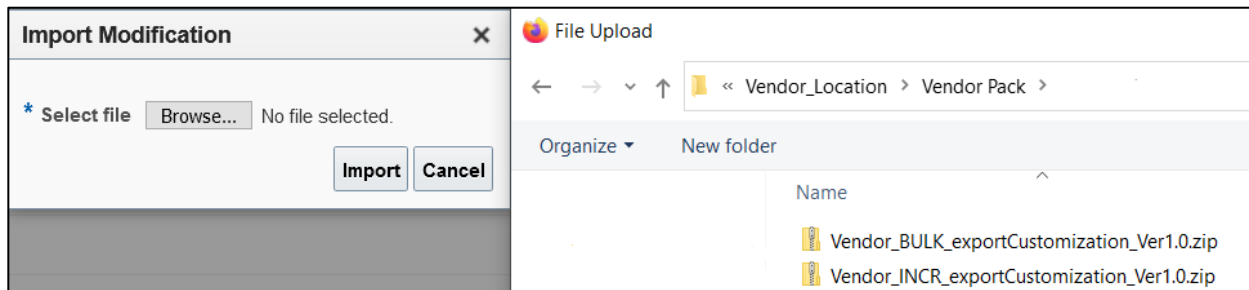 Import Modification ×
* Select file Browse... No file selected.
Import Cancel
File Upload
« Vendor_Location > Vendor Pack >
Organize New folder
Name
Vendor_BULK_exportCustomization_Ver1.0.zip
Vendor_INCR_exportCustomization_Ver1.0.zip